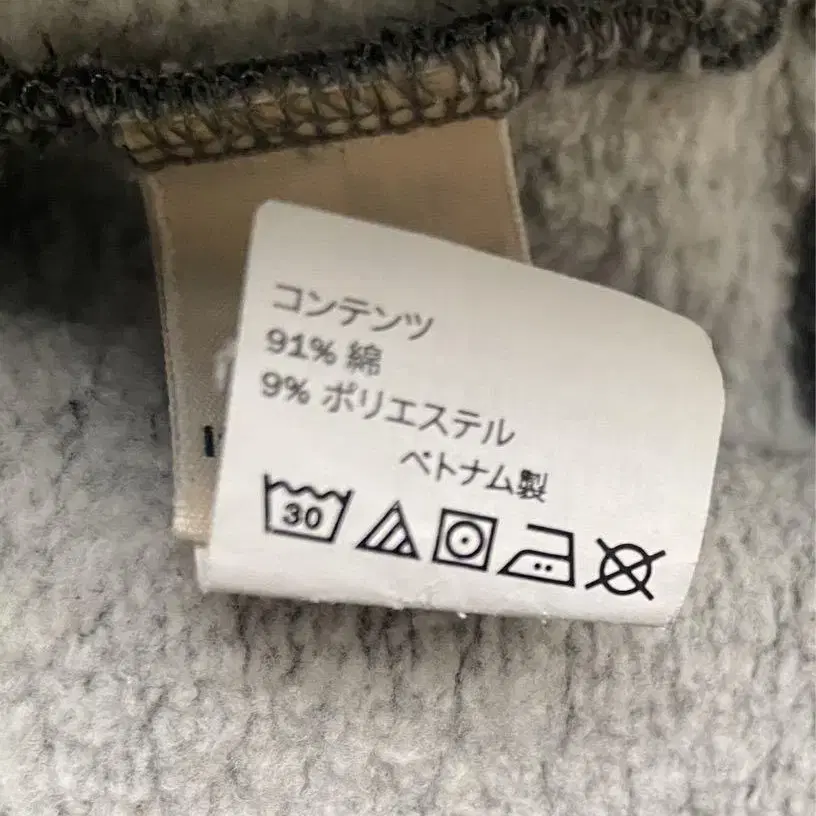 コンテンツ
91% 綿
9% ポリエステル
ベトナム製
30